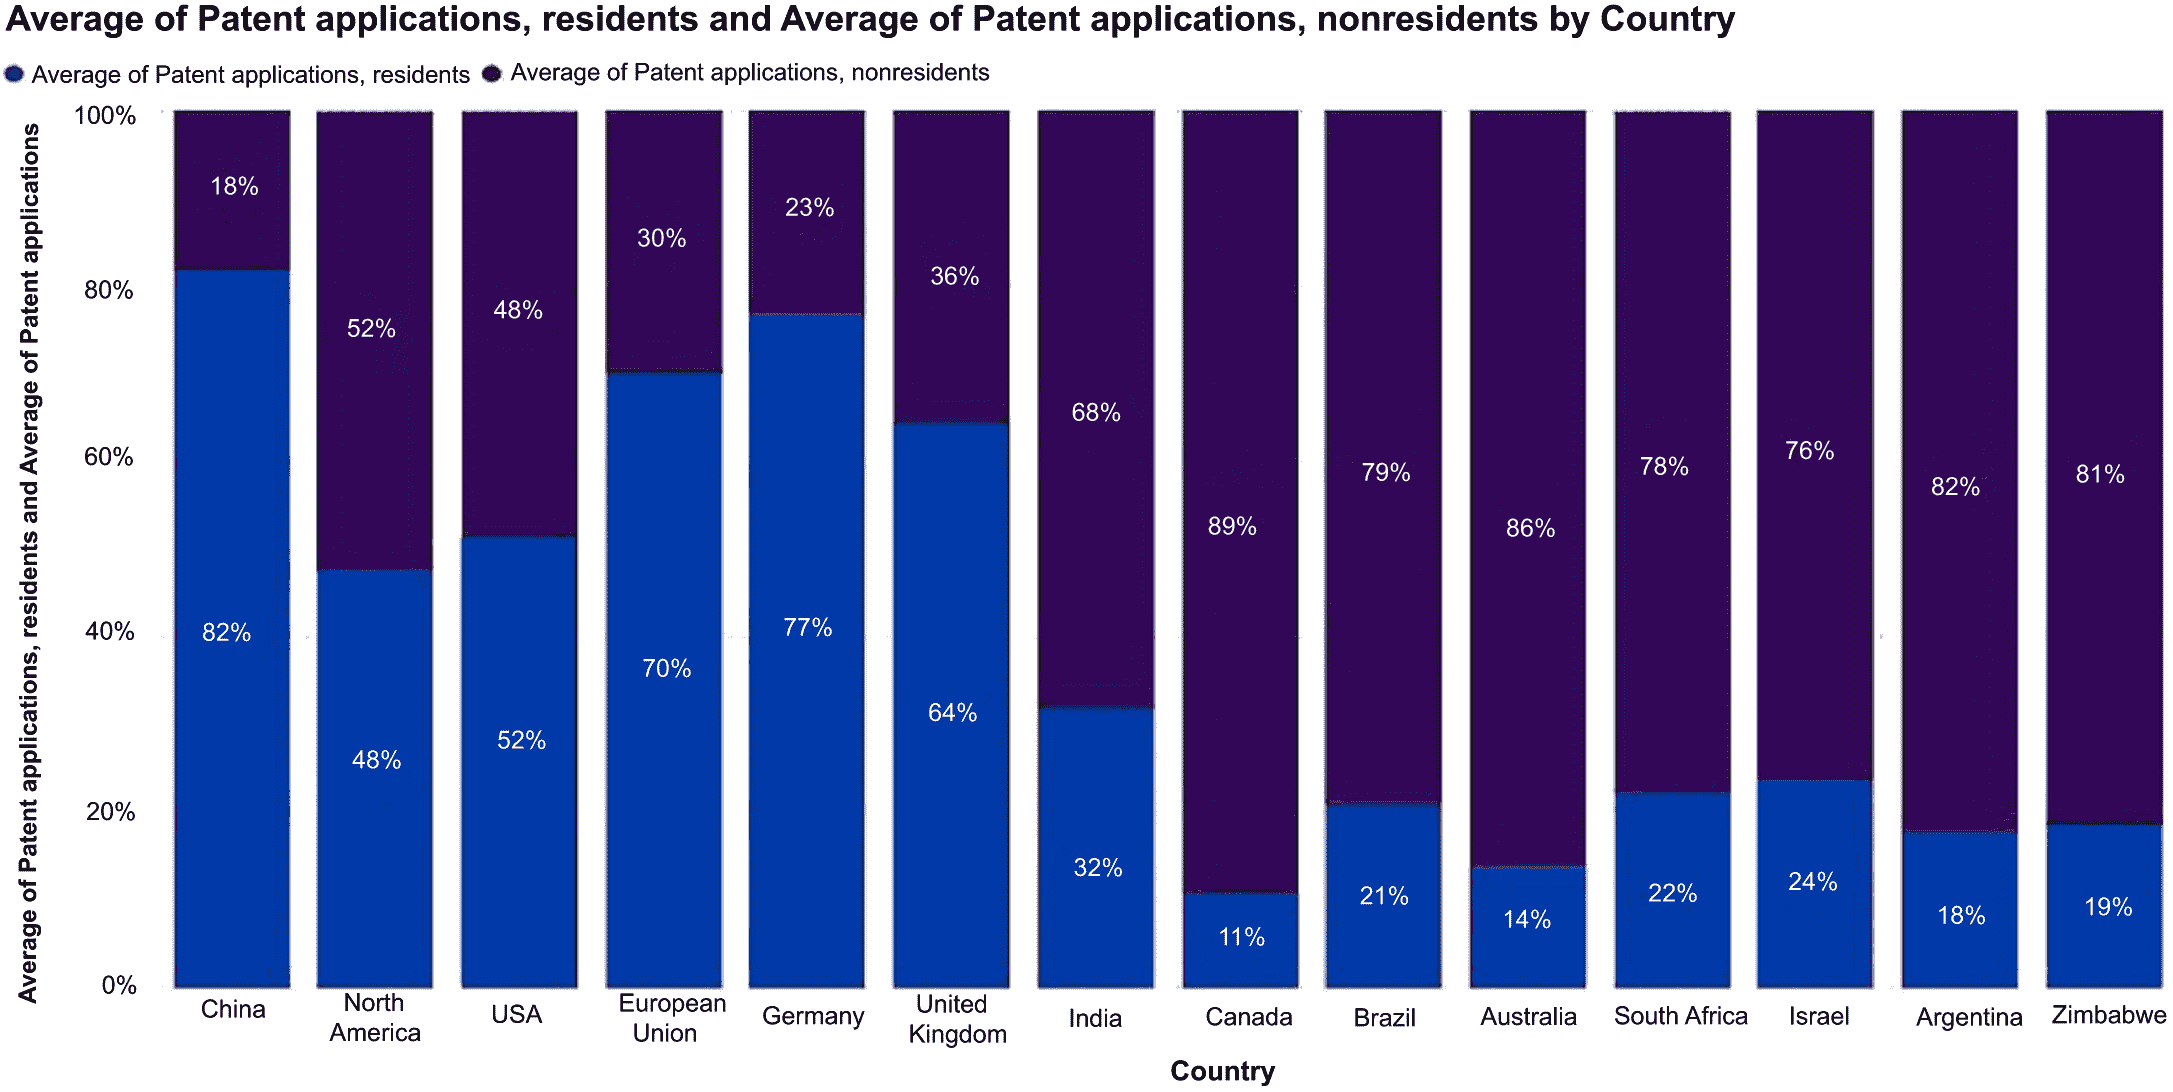 Average of Patent applications, residents and Average of Patent applications, nonresidents by Country
Average of Patent applications, residents Average of Patent applications, nonresidents
Average of Patent applications, residents and Average of Patent applications
100%
80%
60%
40%
20%
0%
18%
82%
52%
48%
48%
52%
30%
70%
23%
77%
36%
64%
68%
32%
89%
11%
79%
21%
86%
14%
78%
22%
76%
24%
82%
18%
81%
19%
China
North
America
USA
European
Union
Germany
United
Kingdom
India
Canada
Brazil
Australia
South Africa
Israel
Argentina
Zimbabwe
Country